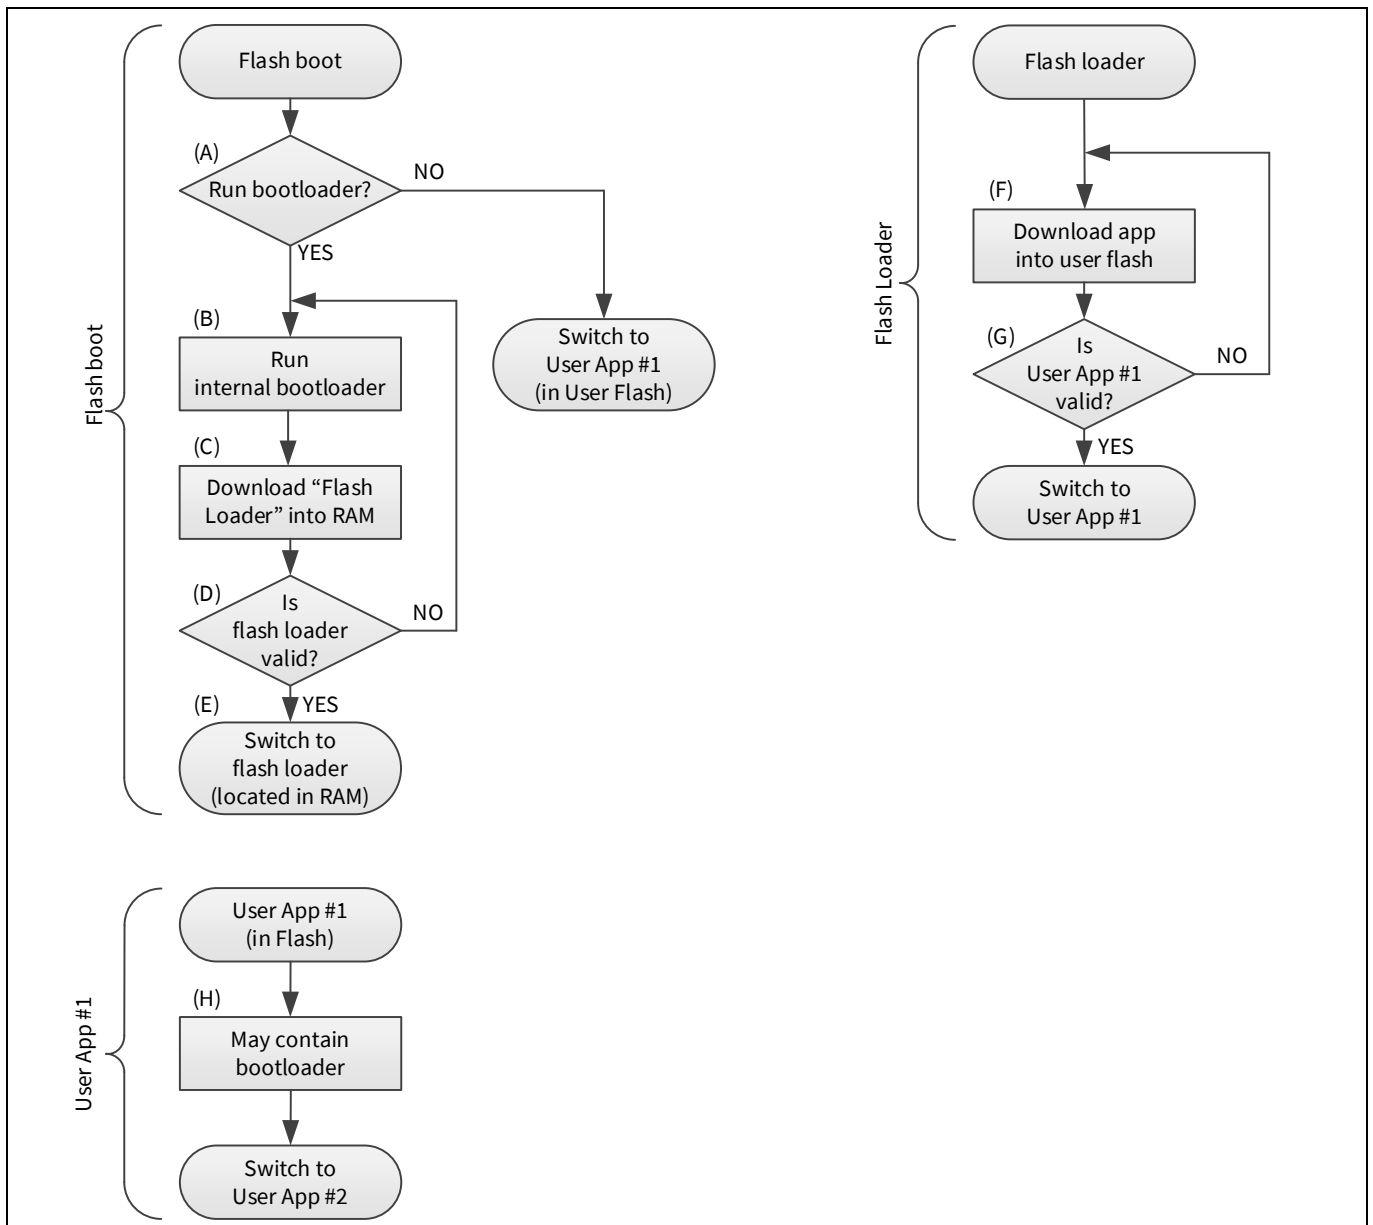 Flash boot
Flash boot
(A)
Run bootloader?
NO
YES
(B)
Run
internal bootloader
Switch to
User App #1
(in User Flash)
(C)
Download “Flash
Loader” into RAM
(D)
Is
flash loader
valid?
NO
(E)
YES
Switch to
flash loader
(located in RAM)
Flash Loader
Flash loader
(F)
Download app
into user flash
(G)
Is
User App #1
valid?
NO
YES
Switch to
User App #1
User App #1
User App #1
(in Flash)
(H)
May contain
bootloader
Switch to
User App #2